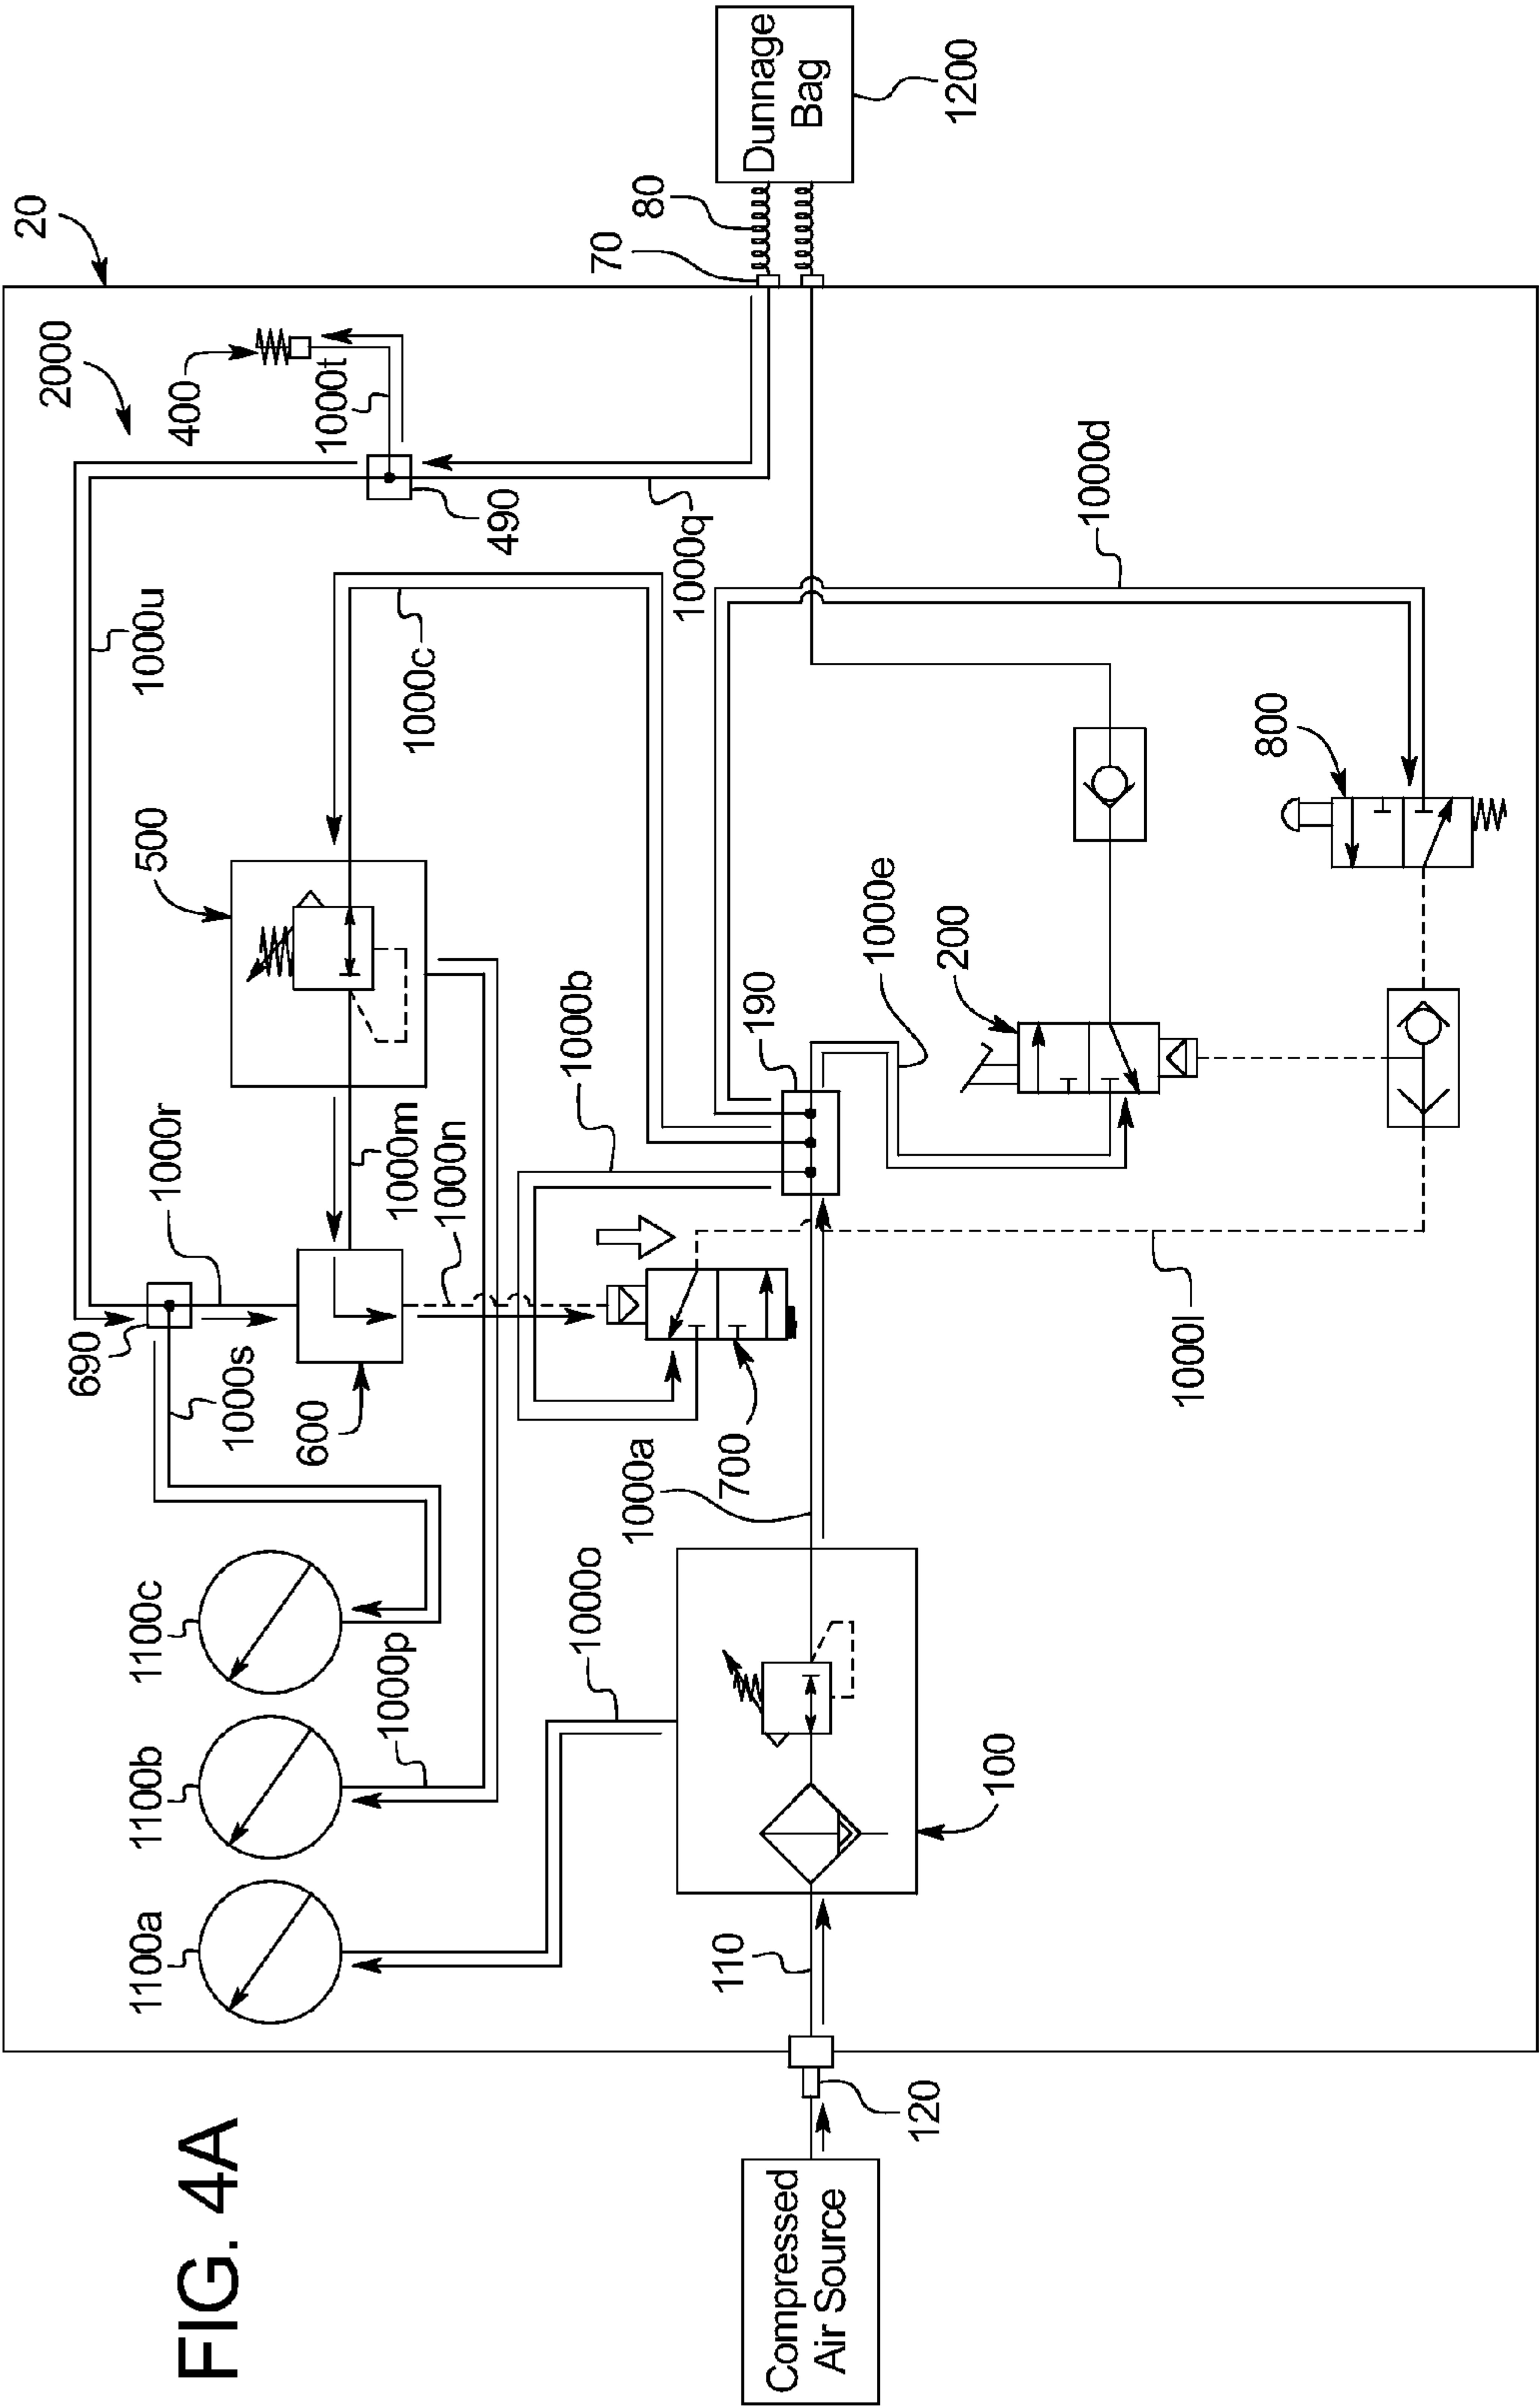 FIG. 4A
20
2000
1100a
1100b
1100c
690
1000s
1000r
500
1000u
400
1000t
490
600
1000m
1000n
1000c
1000p
1000o
1000b
1000q
70
80
Dunnage
Bag
1200
110
1000a
700
190
1000e
200
1000d
800
1000l
100
120
Compressed
Air Source